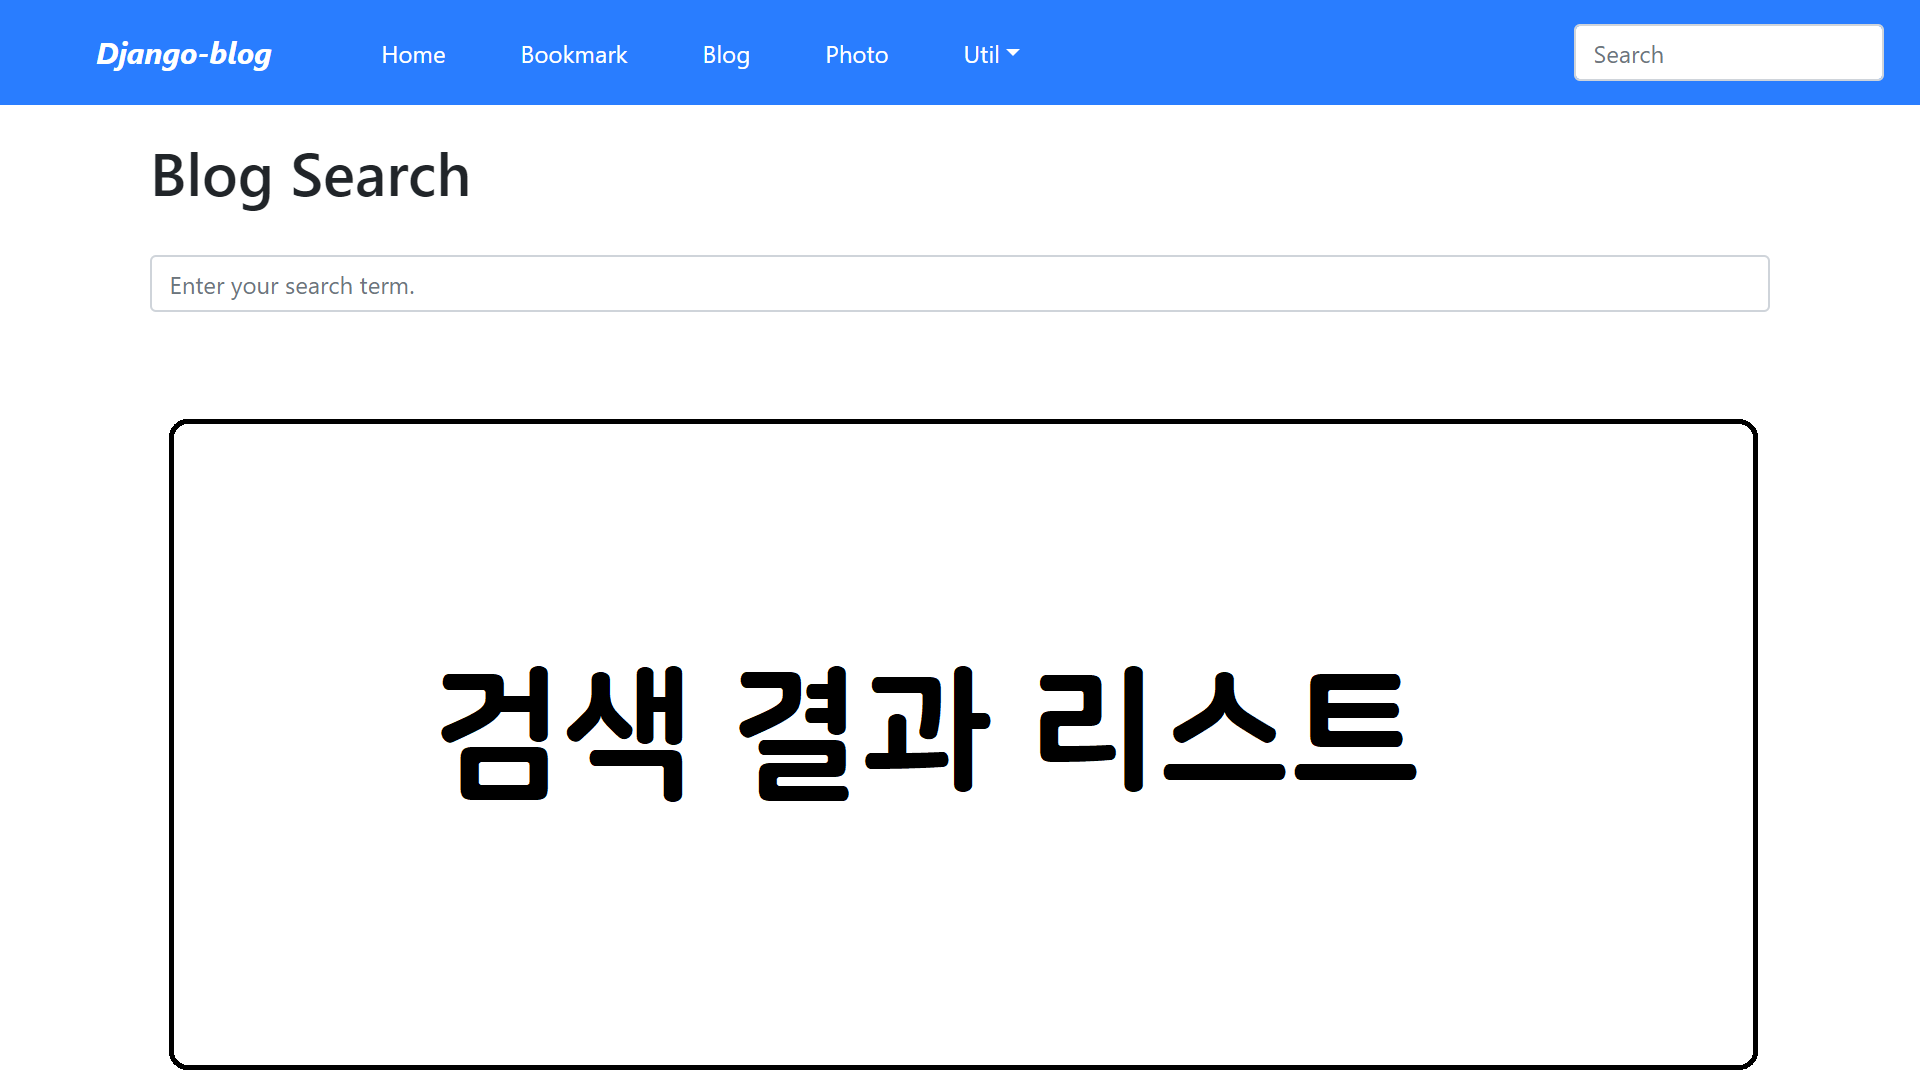 Django-blog Home Bookmark Blog Photo Util Search
Blog Search
Enter your search term.
검색 결과 리스트